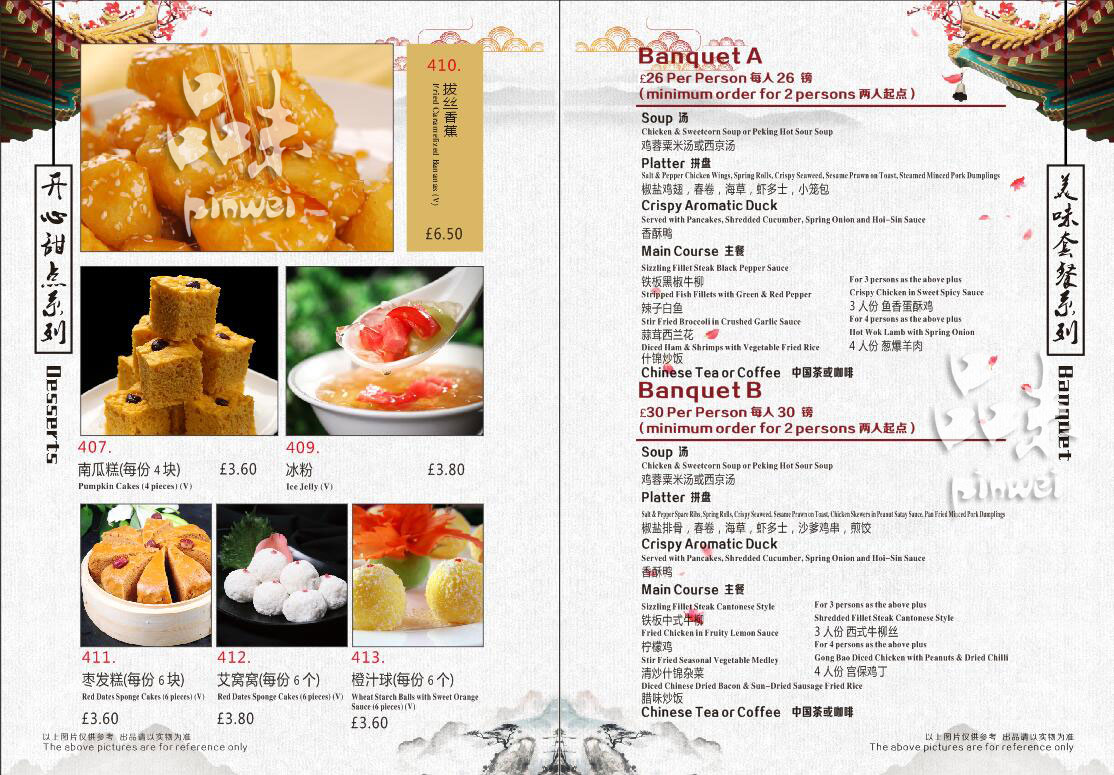 开心甜点系列
Desserts
品味
pinwei
410.
拔丝香蕉
Fried Caramelized Bananas (V)
£6.50
407.
南瓜糕(每份 4 块) £3.60
Pumpkin Cakes (4 pieces) (V)
409.
冰粉 £3.80
Ice Jelly (V)
411.
枣发糕(每份 6 块)
Red Dates Sponge Cakes (6 pieces) (V)
£3.60
412.
艾窝窝(每份 6 个)
Red Dates Sponge Cakes (6 pieces) (V)
£3.80
413.
橙汁球(每份 6 个)
Wheat Starch Balls with Sweet Orange
Sauce (6 pieces) (V)
£3.60
以上图片仅供参考 出品请以实物为准
The above pictures are for reference only
Banquet A
£26 Per Person 每人 26 镑
( minimum order for 2 persons 两人起点 )
Soup 汤
Chicken & Sweetcorn Soup or Peking Hot Sour Soup
鸡蓉粟米汤或西京汤
Platter 拼盘
Salt & Pepper Chicken Wings, Spring Rolls, Crispy Seaweed, Sesame Prawn on Toast, Steamed Minced Pork Dumplings
椒盐鸡翅，春卷，海草，虾多士，小笼包
Crispy Aromatic Duck
Served with Pancakes, Shredded Cucumber, Spring Onion and Hoi-Sin Sauce
香酥鸭
Main Course 主餐
Sizzling Fillet Steak Black Pepper Sauce
铁板黑椒牛柳
Stripped Fish Fillets with Green & Red Pepper
辣子白鱼
Stir Fried Broccoli in Crushed Garlic Sauce
蒜茸西兰花
Diced Ham & Shrimps with Vegetable Fried Rice
什锦炒饭
For 3 persons as the above plus
Crispy Chicken in Sweet Spicy Sauce
3 人份 鱼香蛋酥鸡
For 4 persons as the above plus
Hot Wok Lamb with Spring Onion
4 人份 葱爆羊肉
Chinese Tea or Coffee 中国茶或咖啡
Banquet B
£30 Per Person 每人 30 镑
( minimum order for 2 persons 两人起点 )
Soup 汤
Chicken & Sweetcorn Soup or Peking Hot Sour Soup
鸡蓉粟米汤或西京汤
Platter 拼盘
Salt & Pepper Spare Ribs, Spring Rolls, Crispy Seaweed, Sesame Prawn on Toast, Chicken Skewers in Peanut Satay Sauce, Pan Fried Minced Pork Dumplings
椒盐排骨，春卷，海草，虾多士，沙爹鸡串，煎饺
Crispy Aromatic Duck
Served with Pancakes, Shredded Cucumber, Spring Onion and Hoi-Sin Sauce
香酥鸭
Main Course 主餐
Sizzling Fillet Steak Cantonese Style
铁板中式牛柳
Fried Chicken in Fruity Lemon Sauce
柠檬鸡
Stir Fried Seasonal Vegetable Medley
清炒什锦杂菜
Diced Chinese Dried Bacon & Sun-Dried Sausage Fried Rice
腊味炒饭
For 3 persons as the above plus
Shredded Fillet Steak Cantonese Style
3 人份 西式牛柳丝
For 4 persons as the above plus
Gong Bao Diced Chicken with Peanuts & Dried Chilli
4 人份 宫保鸡丁
Chinese Tea or Coffee 中国茶或咖啡
美味套餐系列
Banquet
品味
pinwei
以上图片仅供参考 出品请以实物为准
The above pictures are for reference only